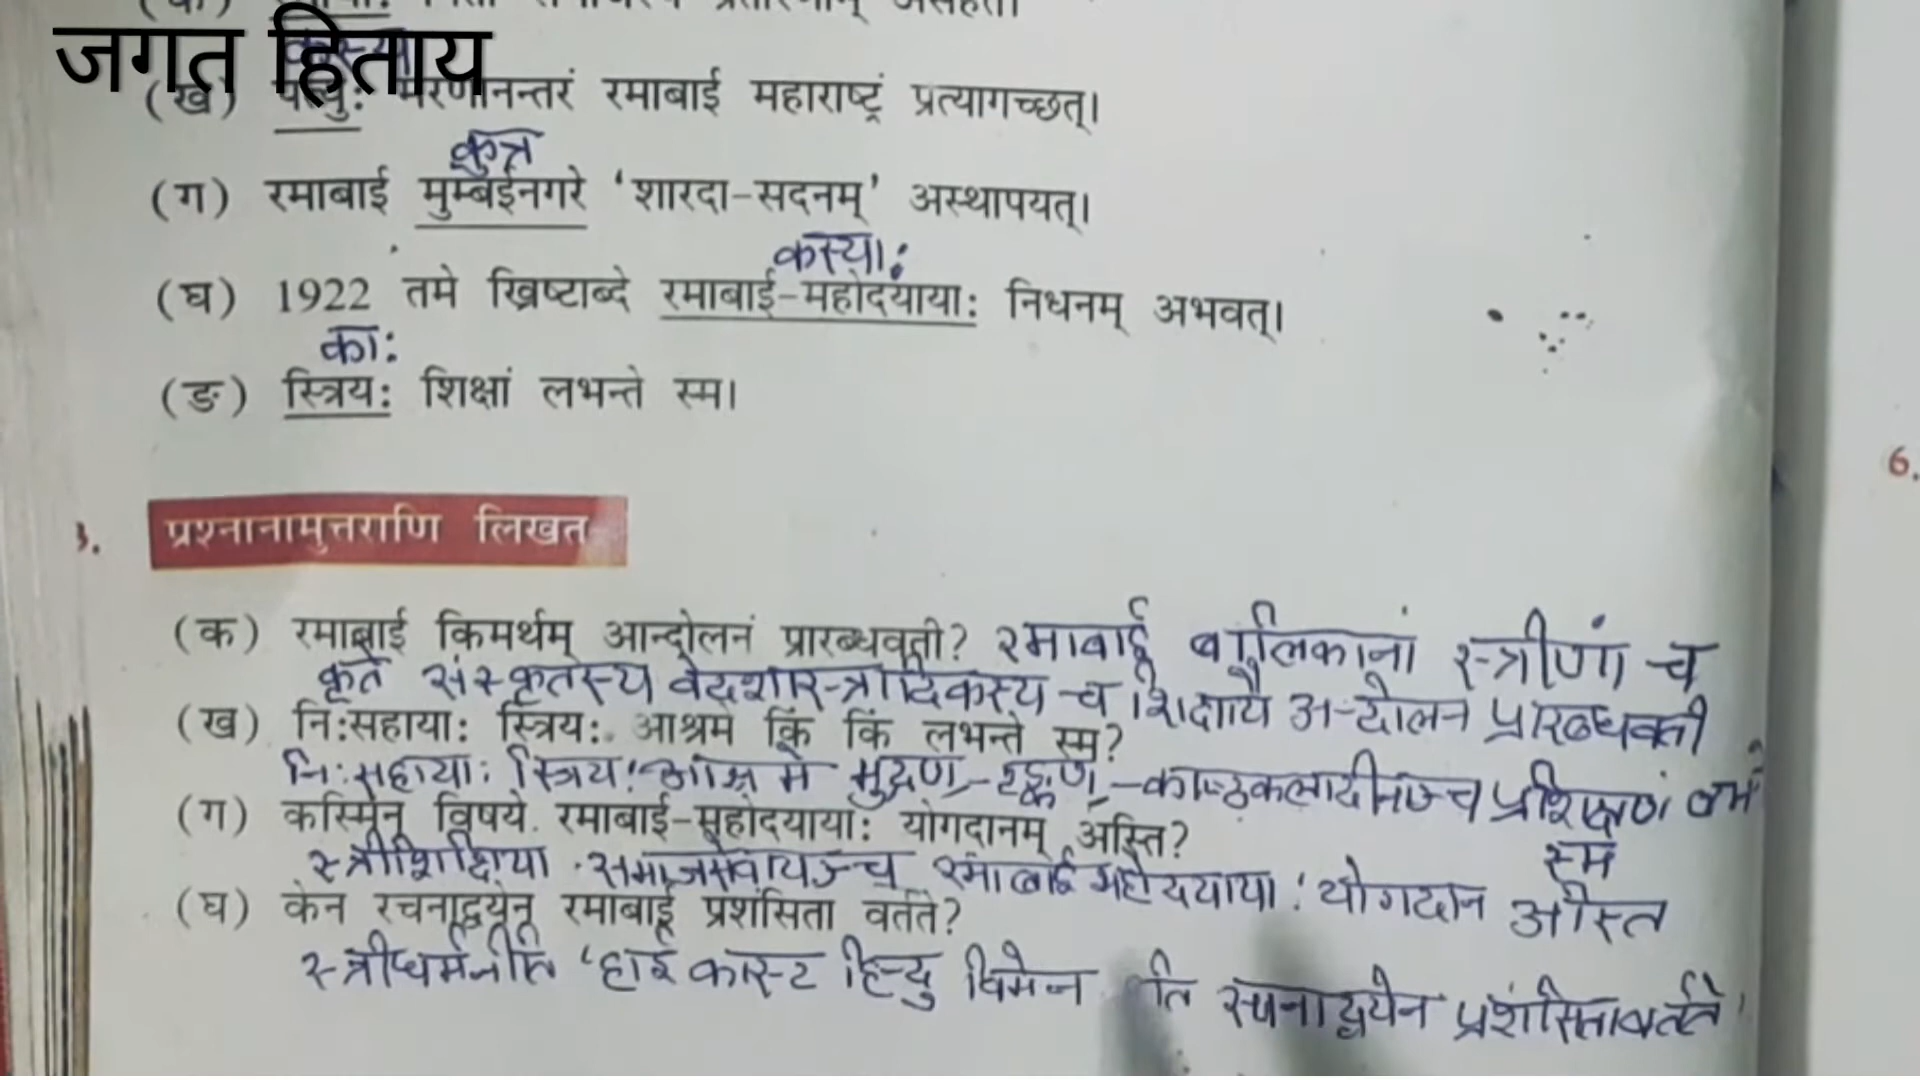 जगत हिताय
(ख) पत्युः मरणानन्तरं रमाबाई महाराष्ट्रं प्रत्यागच्छत्।
कुत्र
(ग) रमाबाई मुम्बईनगरे 'शारदा-सदनम्' अस्थापयत्।
कस्याः
(घ) 1922 तमे ख्रिष्टाब्दे रमाबाई-महोदयायाः निधनम् अभवत्।
काः
(ङ) स्त्रियः शिक्षां लभन्ते स्म।
6.
3. प्रश्नानामुत्तराणि लिखत
(क) रमाबाई किमर्थम् आन्दोलनं प्रारब्धवती? रमाबाई बालिकानां स्त्रीणां च
कृते संस्कृतस्य वेदशास्त्रादिकस्य च शिक्षायै आन्दोलन प्रारब्धवती
(ख) निःसहायाः स्त्रियः आश्रमे किं किं लभन्ते स्म?
निःसहायाः स्त्रियः आश्रमे मुद्रण-टङ्कण-काष्ठकलादीनाञ्च प्रशिक्षणं
स्म
(ग) कस्मिन् विषये रमाबाई-महोदयायाः योगदानम् अस्ति?
स्त्रीशिक्षाया समाजसेवायाञ्च रमाबाई महोदयायाः योगदान अस्ति
(घ) केन रचनाद्वयेन रमाबाई प्रशंसिता वर्तते?
स्त्रीधर्मनीति 'हाई कास्ट हिन्दु विमेन ति रचनाद्वयेन प्रशंसिता वर्तते।